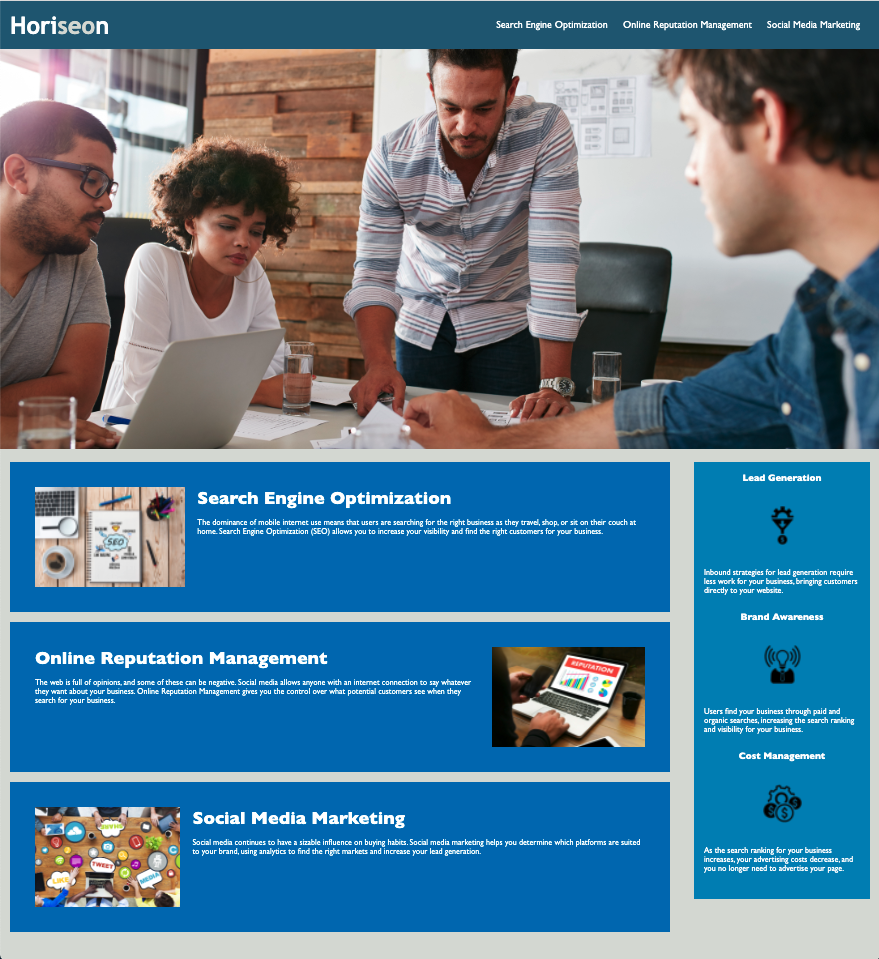 Horiseon
Search Engine Optimization Online Reputation Management Social Media Marketing
Search Engine Optimization
The dominance of mobile internet use means that users are searching for the right business as they travel, shop, or sit on their couch at
home. Search Engine Optimization (SEO) allows you to increase your visibility and find the right customers for your business.
SEO
Online Reputation Management
The web is full of opinions, and some of these can be negative. Social media allows anyone with an internet connection to say whatever
they want about your business. Online Reputation Management gives you the control over what potential customers see when they
search for your business.
REPUTATION
Social Media Marketing
Social media continues to have a sizable influence on buying habits. Social media marketing helps you determine which platforms are suited
to your brand, using analytics to find the right markets and increase your lead generation.
SHARING
TWEET
LIKE
MEDIA
Lead Generation
Inbound strategies for lead generation require
less work for your business, bringing customers
directly to your website.
Brand Awareness
Users find your business through paid and
organic searches, increasing the search ranking
and visibility for your business.
Cost Management
As the search ranking for your business
increases, your advertising costs decrease, and
you no longer need to advertise your page.